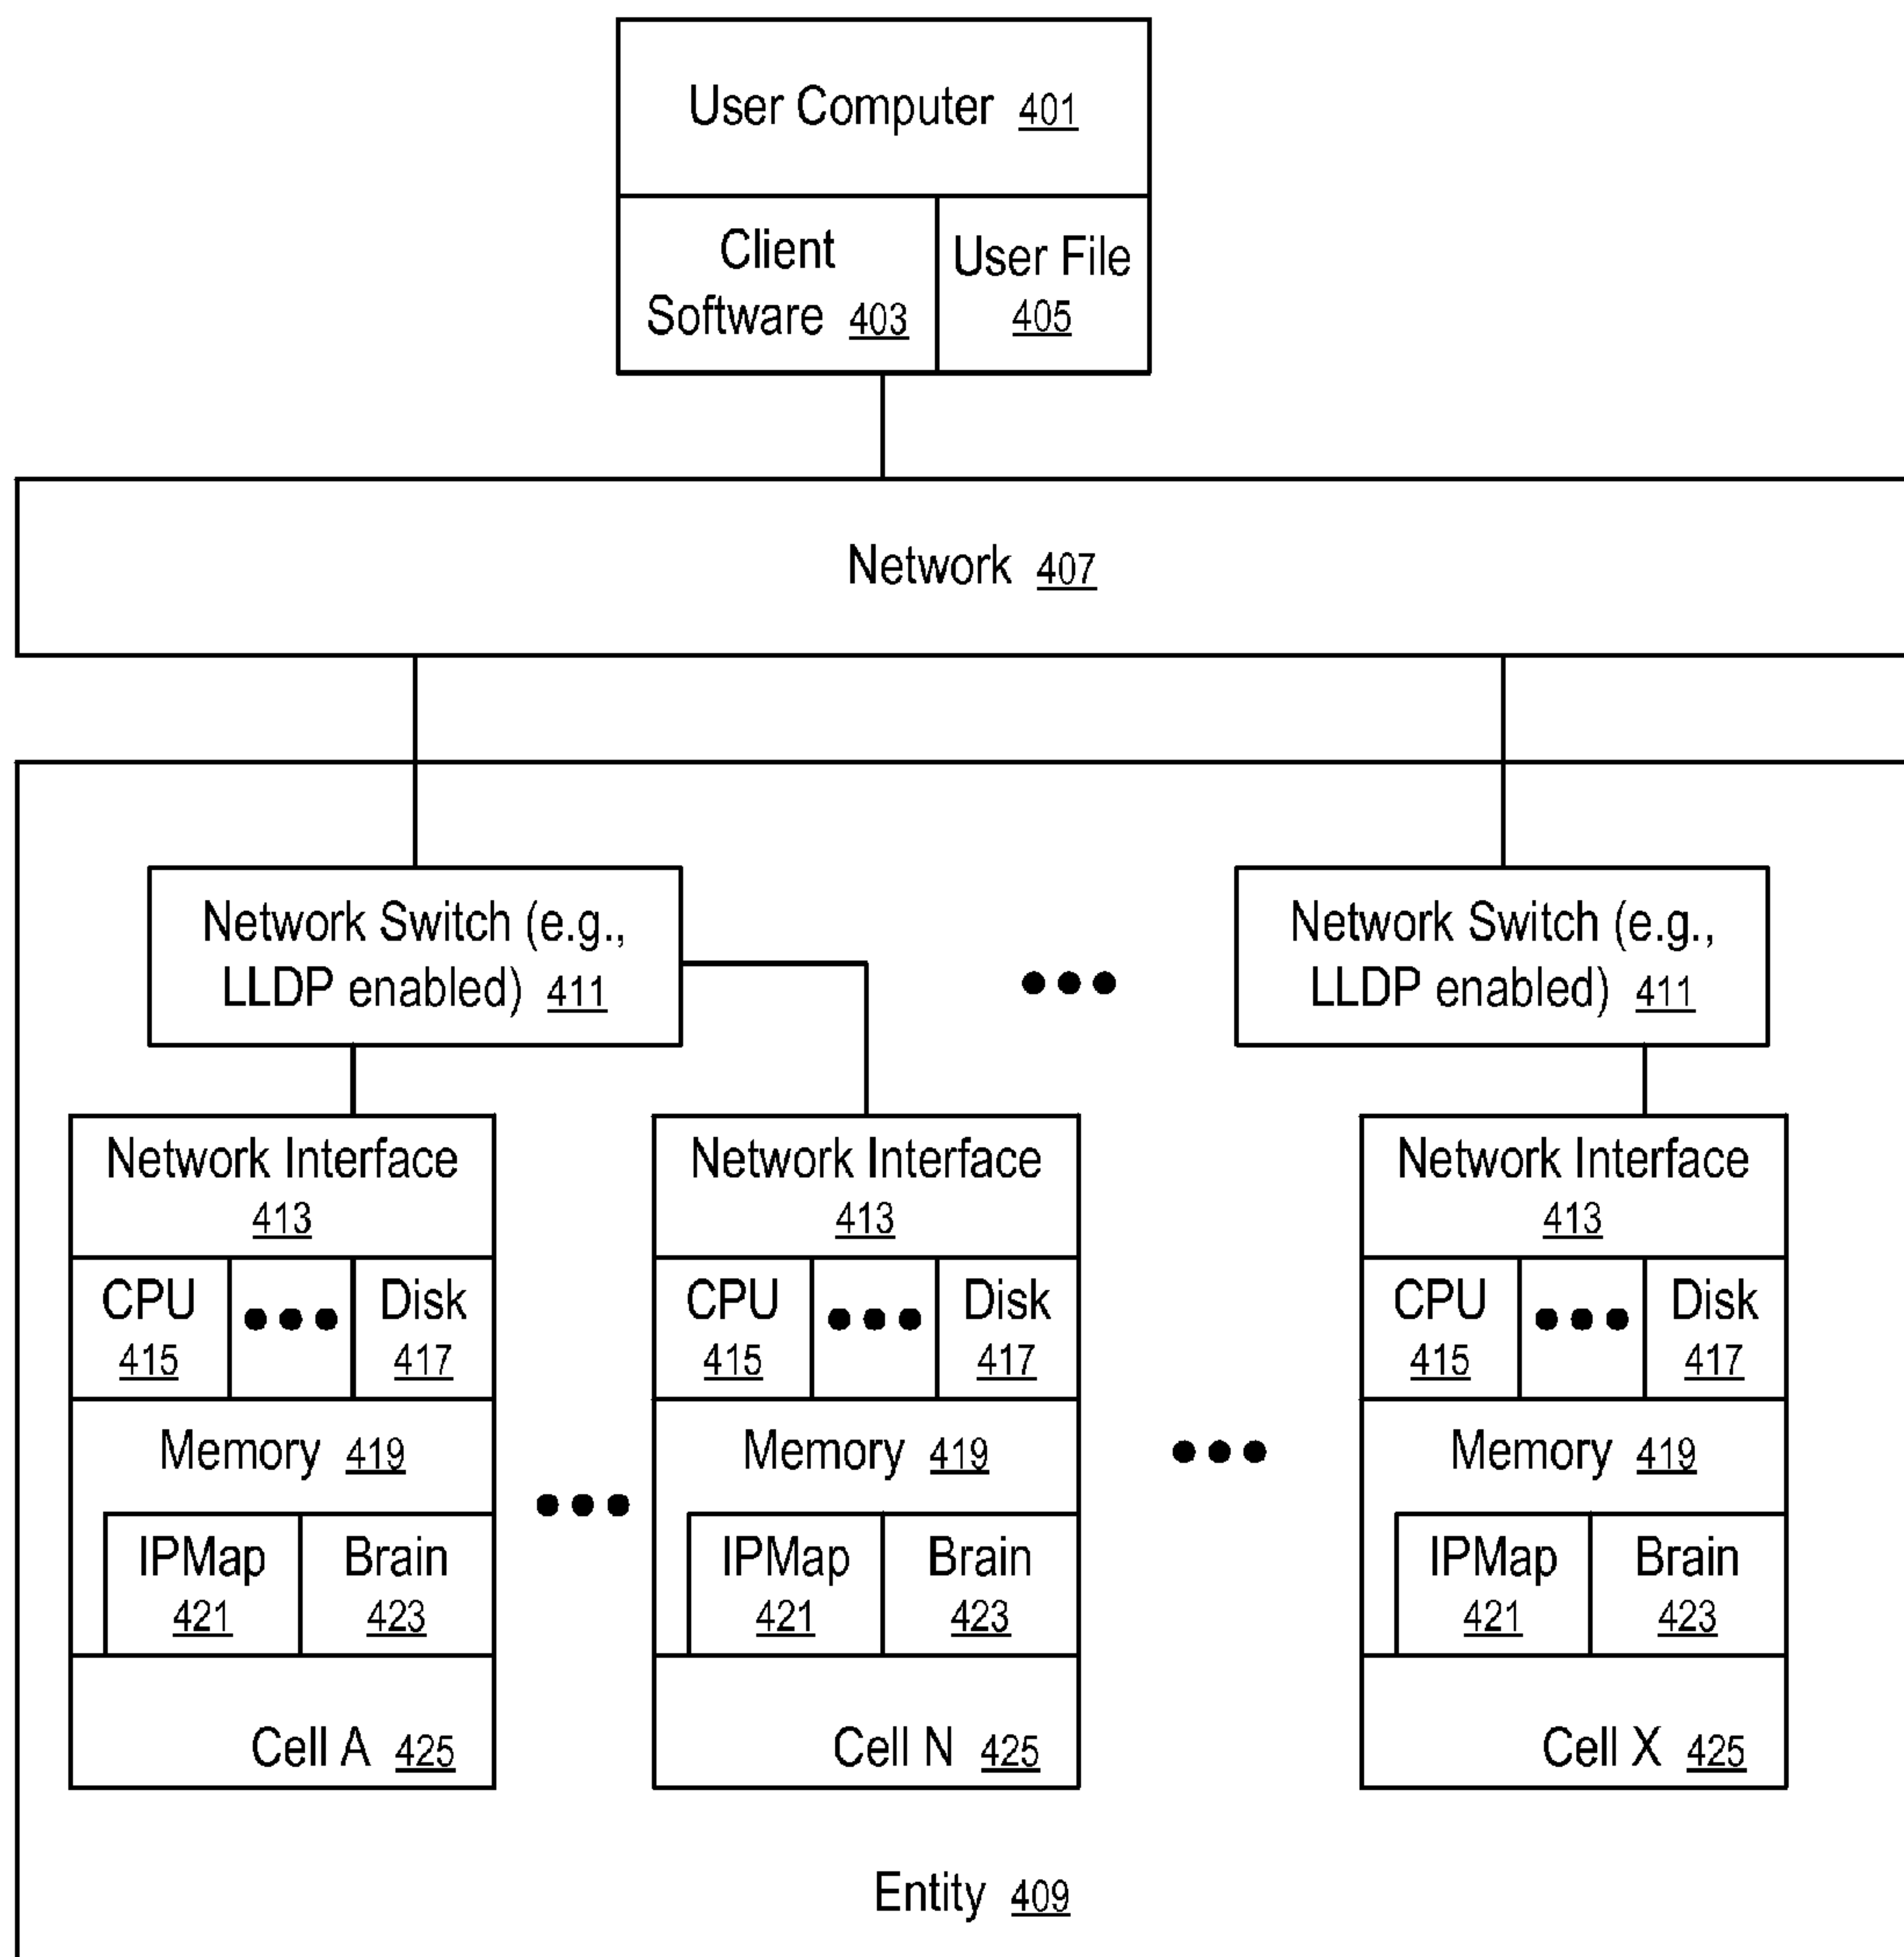 User Computer 401
Client
Software 403
User File
405
Network 407
Network Switch (e.g.,
LLDP enabled) 411
Network Switch (e.g.,
LLDP enabled) 411
Network Interface
413
CPU
415
Disk
417
Memory 419
IPMap
421
Brain
423
Cell A 425
Network Interface
413
CPU
415
Disk
417
Memory 419
IPMap
421
Brain
423
Cell N 425
Network Interface
413
CPU
415
Disk
417
Memory 419
IPMap
421
Brain
423
Cell X 425
Entity 409